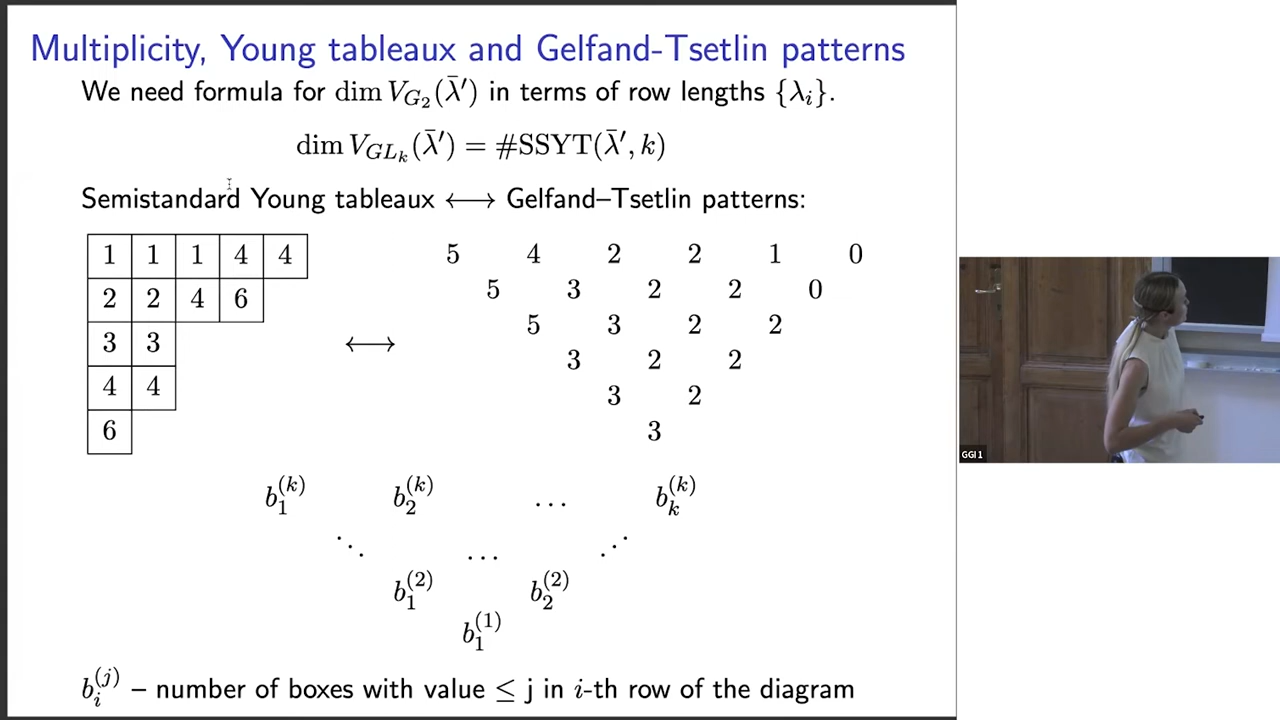 Multiplicity, Young tableaux and Gelfand-Tsetlin patterns
We need formula for dim V_{G_2}(λ̄′) in terms of row lengths {λ_i}.
dim V_{GL_k}(λ̄′) = #SSYT(λ̄′, k)
Semistandard Young tableaux ⟷ Gelfand–Tsetlin patterns:
1 1 1 4 4
2 2 4 6
3 3
4 4
6
⟷
5 4 2 2 1 0
5 3 2 2 0
5 3 2 2
3 2 2
3 2
3
b_1^{(k)} b_2^{(k)} … b_k^{(k)}
⋱ … ⋰
b_1^{(2)} b_2^{(2)}
b_1^{(1)}
b_i^{(j)} – number of boxes with value ≤ j in i-th row of the diagram
GGI 1